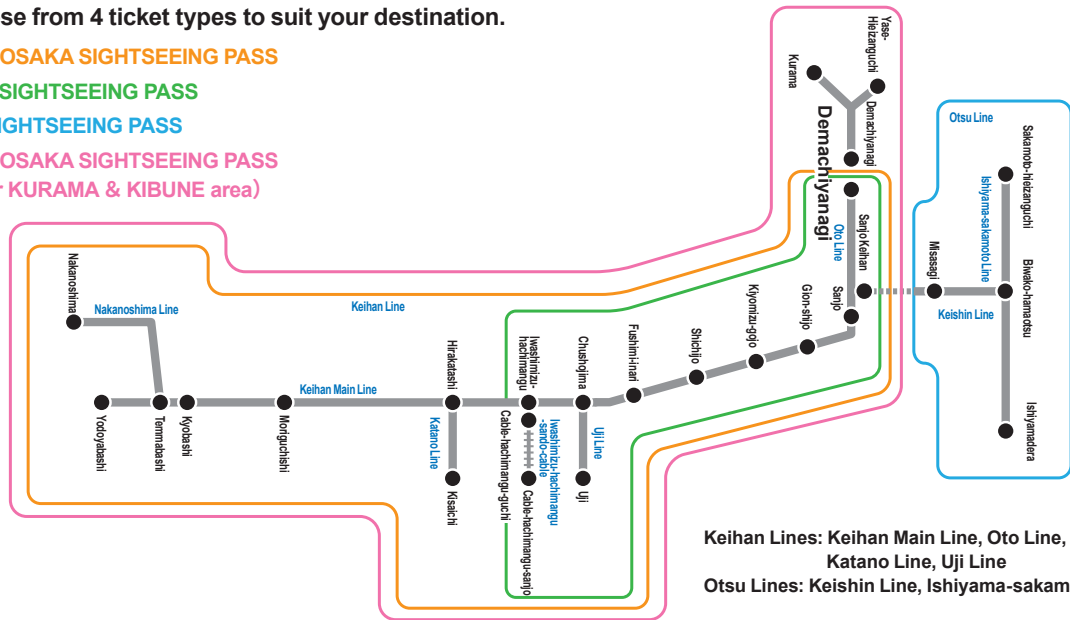 se from 4 ticket types to suit your destination.
OSAKA SIGHTSEEING PASS
SIGHTSEEING PASS
IGHTSEEING PASS
OSAKA SIGHTSEEING PASS
r KURAMA & KIBUNE area)
Yase-
Hieizanguchi
Kurama
Demachiyanagi
Demachiyanagi
Otsu Line
Sakamoto-hieizanguchi
Ishiyama-sakamoto Line
Oto Line
Sanjo Keihan
Misasagi
Biwako-hamaotsu
Keishin Line
Sanjo
Gion-shijo
Kiyomizu-gojo
Shichijo
Fushimi-inari
Ishiyamadera
Nakanoshima
Nakanoshima Line
Keihan Line
Keihan Main Line
Iwashimizu-
hachimangu
Chushojima
Hirakatashi
Yodoyabashi
Temmabashi
Kyobashi
Moriguchishi
Katano Line
Kisaichi
Cable-hachimangu-guchi
Iwashimizu-hachimangu
-sando-cable
Cable-hachimangu-sanjo
Uji Line
Uji
Keihan Lines: Keihan Main Line, Oto Line,
Katano Line, Uji Line
Otsu Lines: Keishin Line, Ishiyama-sakam